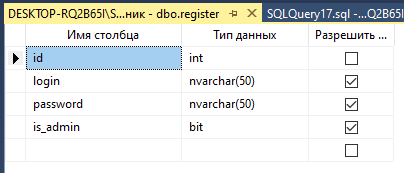 DESKTOP-RQ2B65I\S...ник - dbo.register SQLQuery17.sql -...Q2B65I
Имя столбца Тип данных Разрешить ...
id int
login nvarchar(50)
password nvarchar(50)
is_admin bit